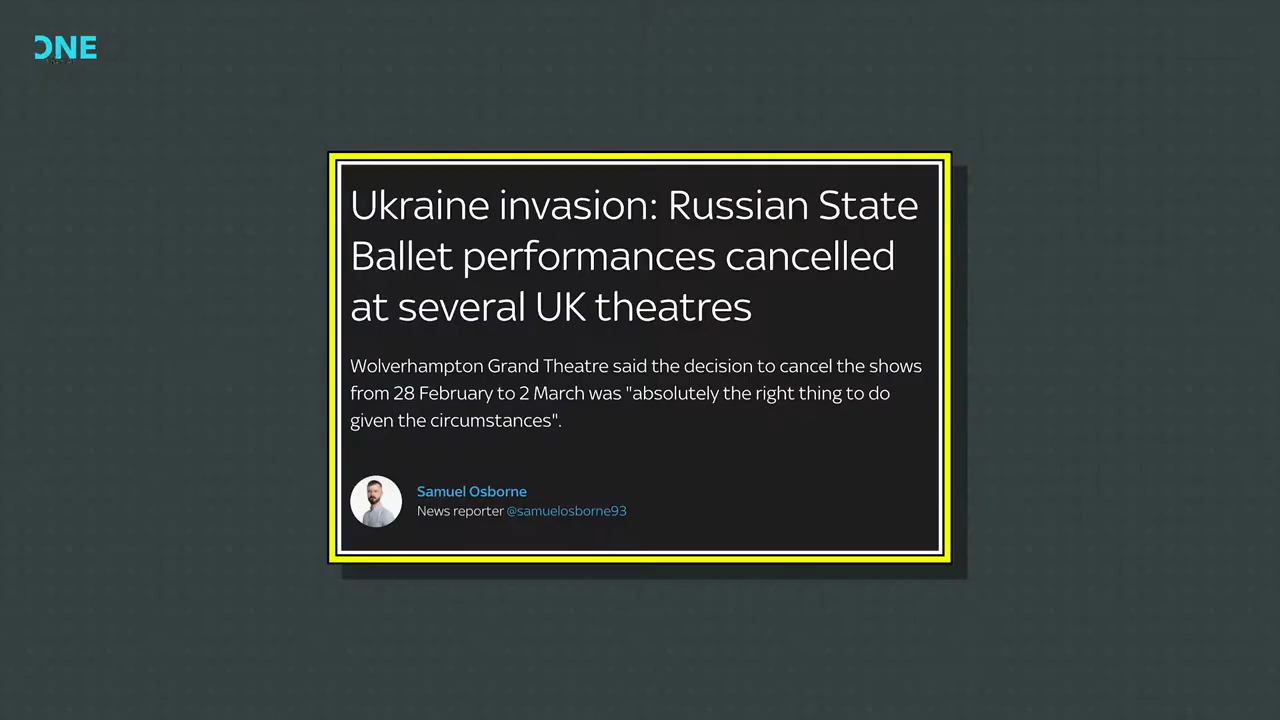 ONE
Ukraine invasion: Russian State
Ballet performances cancelled
at several UK theatres
Wolverhampton Grand Theatre said the decision to cancel the shows
from 28 February to 2 March was "absolutely the right thing to do
given the circumstances".
Samuel Osborne
News reporter @samuelosborne93